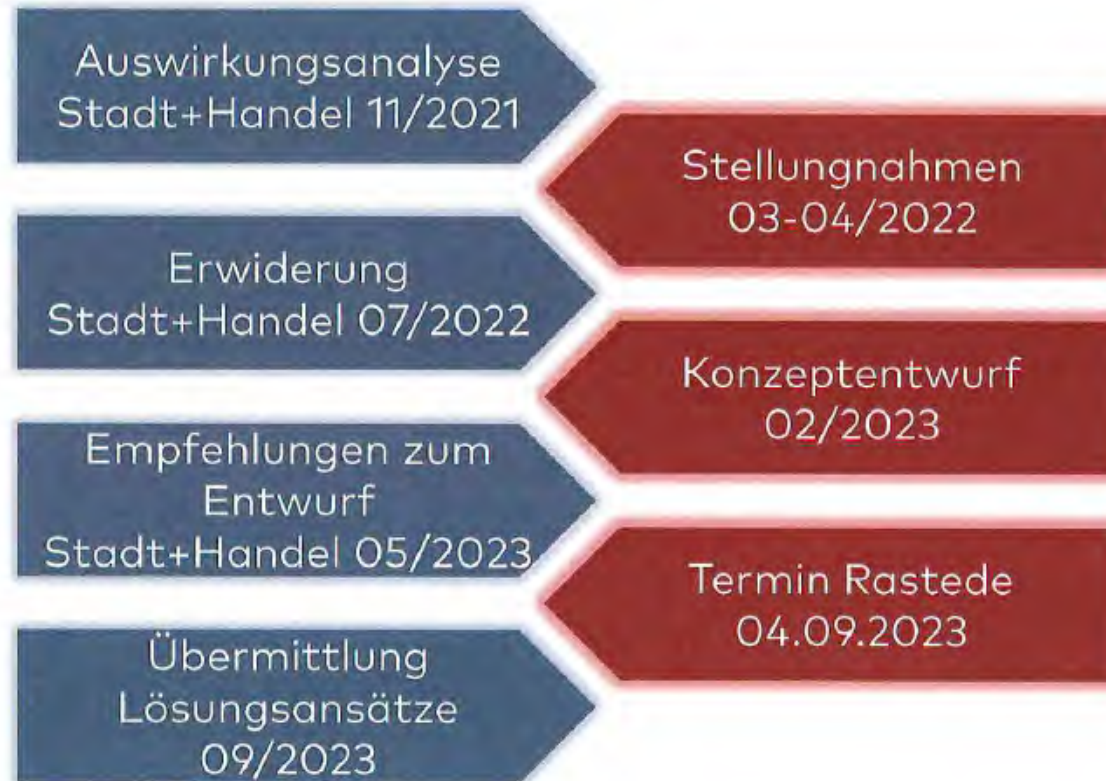 Auswirkungsanalyse
Stadt+Handel 11/2021
Stellungnahmen
03-04/2022
Erwiderung
Stadt+Handel 07/2022
Konzeptentwurf
02/2023
Empfehlungen zum
Entwurf
Stadt+Handel 05/2023
Termin Rastede
04.09.2023
Übermittlung
Lösungsansätze
09/2023